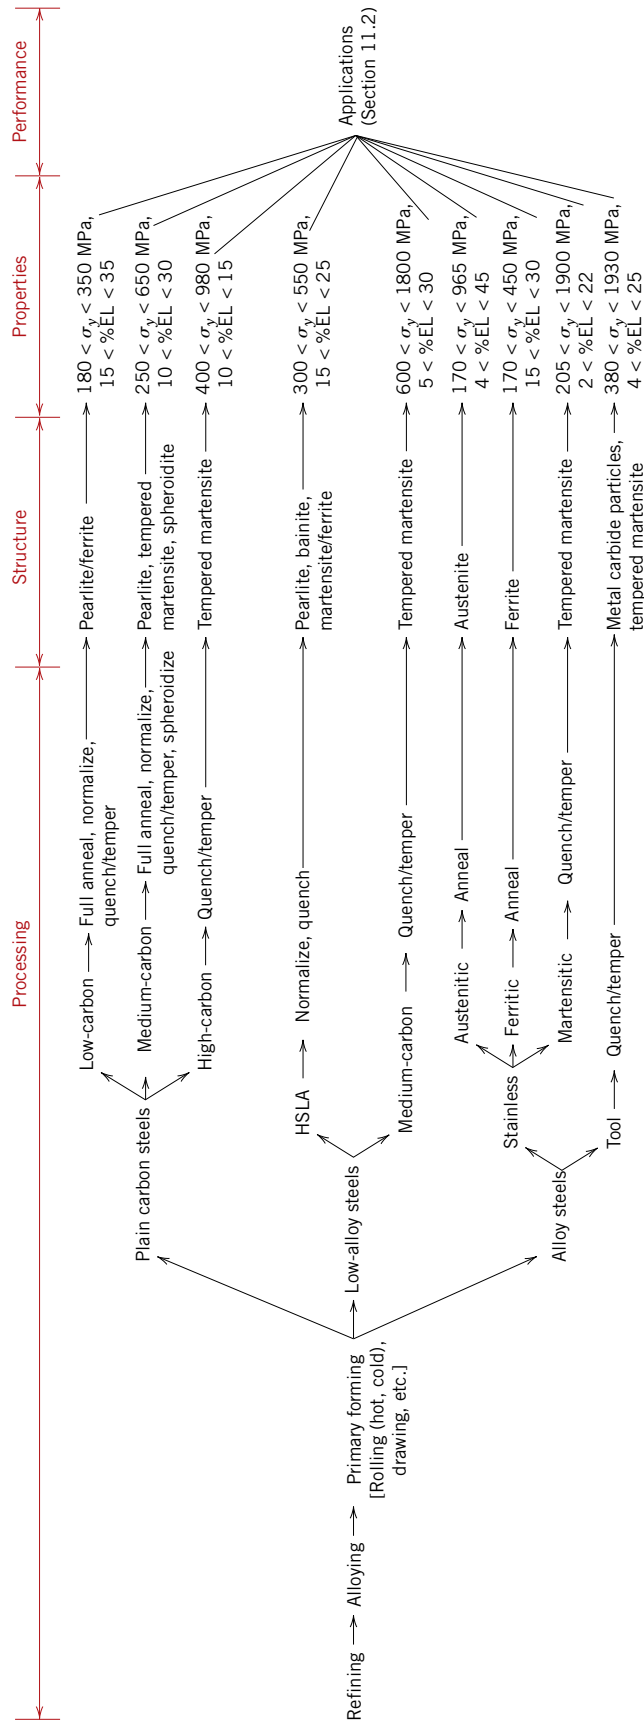 Processing
Structure
Properties
Performance
Refining
Alloying
Primary forming
[Rolling (hot, cold),
drawing, etc.]
Plain carbon steels
Low-carbon
Full anneal, normalize,
quench/temper
Pearlite/ferrite
180 < σy < 350 MPa,
15 < %EL < 35
Medium-carbon
Full anneal, normalize,
quench/temper, spheroidize
Pearlite, tempered
martensite, spheroidite
250 < σy < 650 MPa,
10 < %EL < 30
High-carbon
Quench/temper
Tempered martensite
400 < σy < 980 MPa,
10 < %EL < 15
Low-alloy steels
HSLA
Normalize, quench
Pearlite, bainite,
martensite/ferrite
300 < σy < 550 MPa,
15 < %EL < 25
Medium-carbon
Quench/temper
Tempered martensite
600 < σy < 1800 MPa,
5 < %EL < 30
Alloy steels
Stainless
Austenitic
Anneal
Austenite
170 < σy < 965 MPa,
4 < %EL < 45
Ferritic
Anneal
Ferrite
170 < σy < 450 MPa,
15 < %EL < 30
Martensitic
Quench/temper
Tempered martensite
205 < σy < 1900 MPa,
2 < %EL < 22
Tool
Quench/temper
Metal carbide particles,
tempered martensite
380 < σy < 1930 MPa,
4 < %EL < 25
Applications
(Section 11.2)